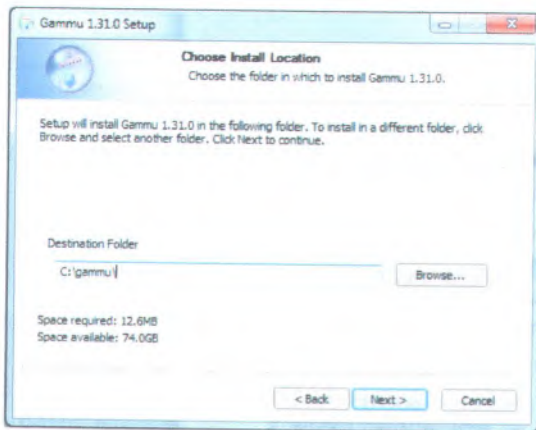 Gammu 1.31.0 Setup
Choose Install Location
Choose the folder in which to install Gammu 1.31.0.
Setup will install Gammu 1.31.0 in the following folder. To install in a different folder, click
Browse and select another folder. Click Next to continue.
Destination Folder
C:\gammu\
Browse...
Space required: 12.6MB
Space available: 74.0GB
< Back
Next >
Cancel